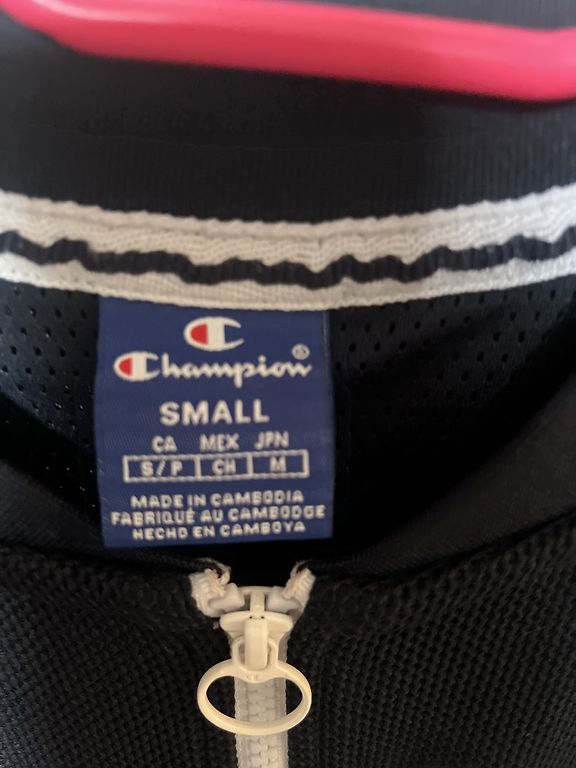 Champion®
SMALL
CA MEX JPN
S/P CH M
MADE IN CAMBODIA
FABRIQUÉ AU CAMBODGE
HECHO EN CAMBOYA